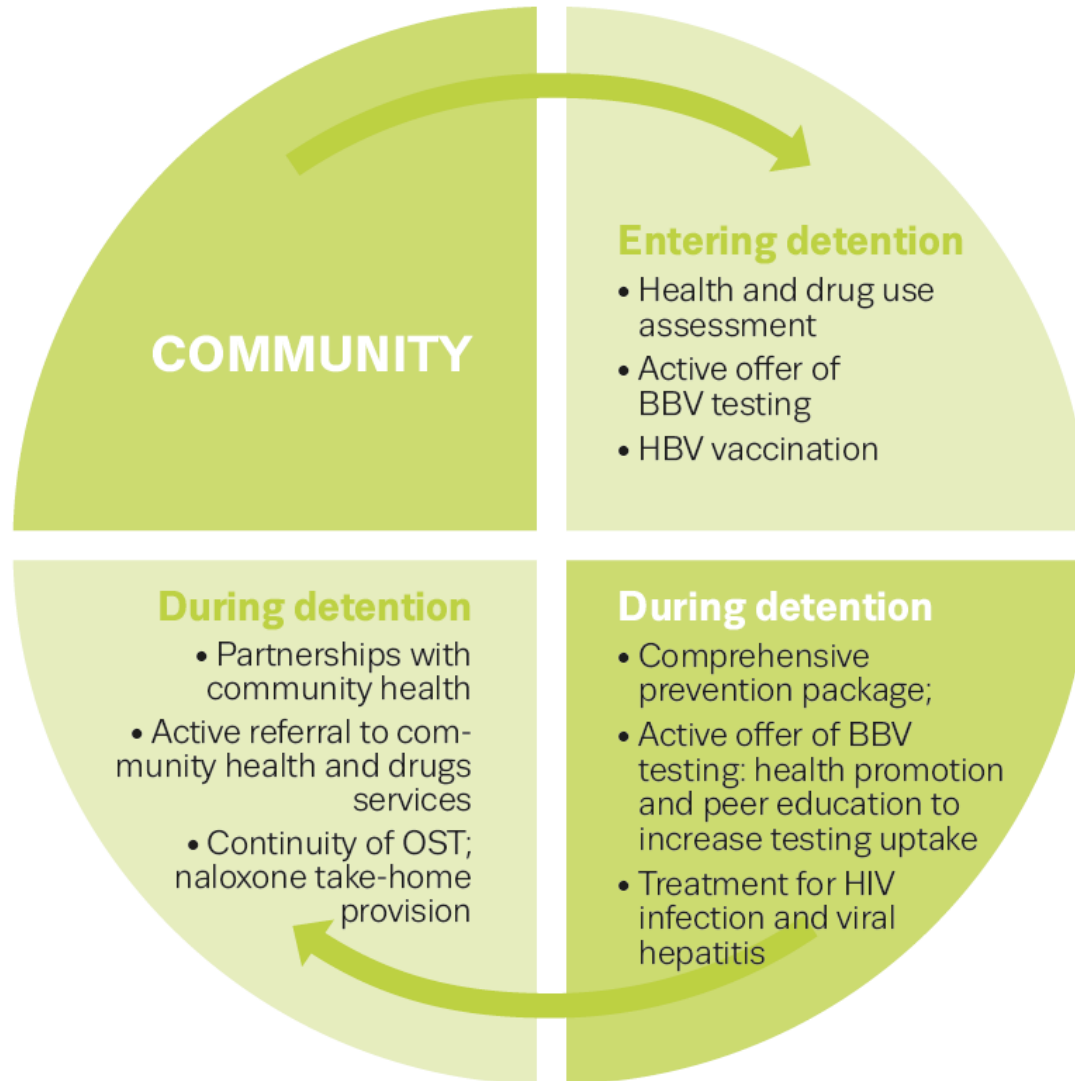 COMMUNITY
Entering detention
• Health and drug use
assessment
• Active offer of
BBV testing
• HBV vaccination
During detention
• Comprehensive
prevention package;
• Active offer of BBV
testing: health promotion
and peer education to
increase testing uptake
• Treatment for HIV
infection and viral
hepatitis
During detention
• Partnerships with
community health
• Active referral to com-
munity health and drugs
services
• Continuity of OST;
naloxone take-home
provision